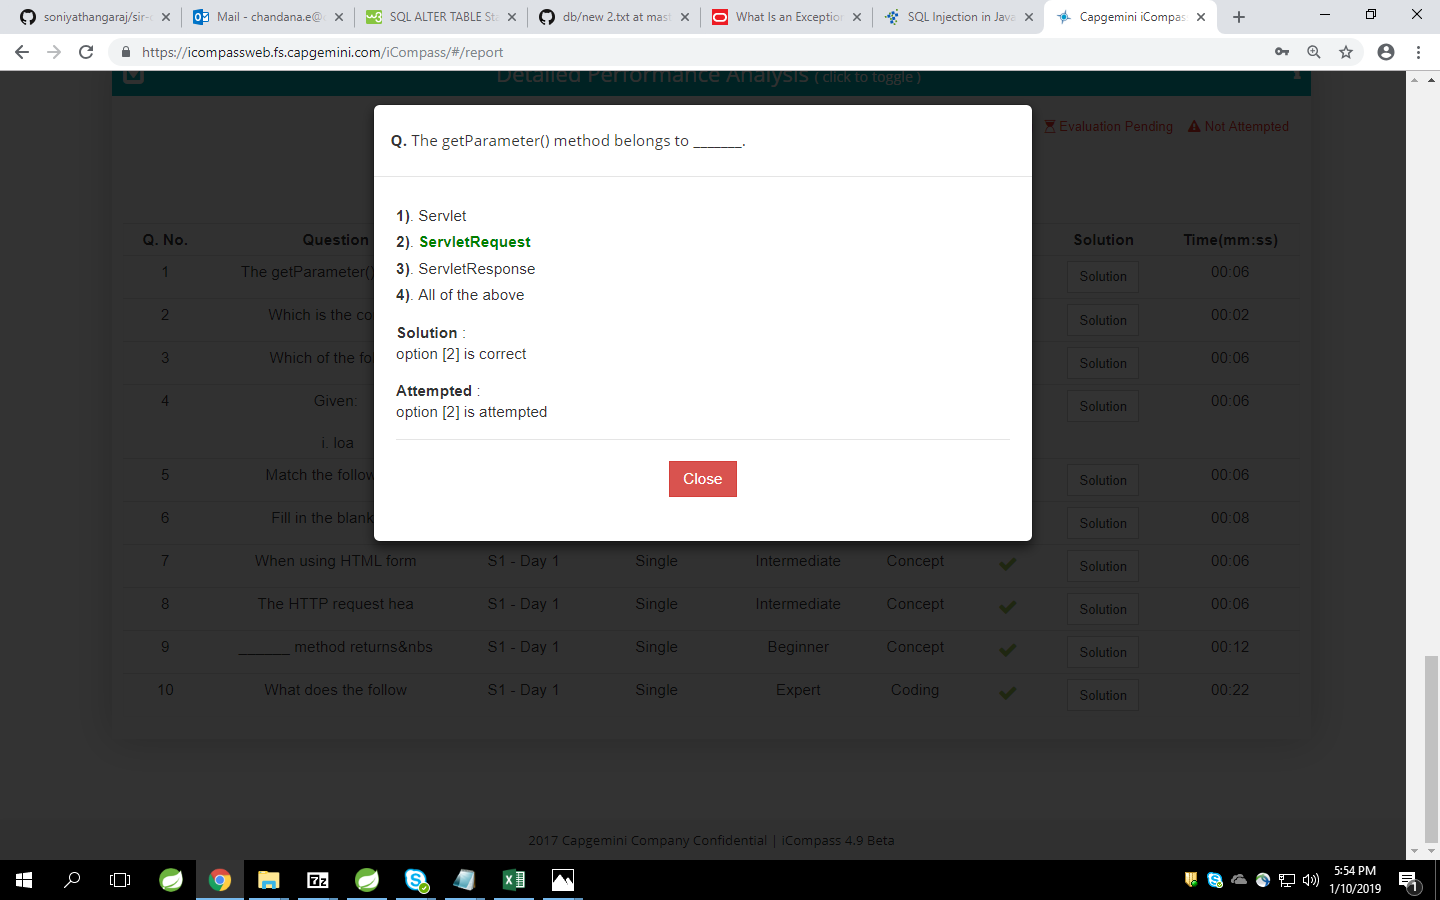 soniyathangaraj/sir-
Mail - chandana.e@
SQL ALTER TABLE Sta
db/new 2.txt at mast
What Is an Exception
SQL Injection in Java
Capgemini iCompas
https://icompassweb.fs.capgemini.com/iCompass/#/report
Detailed Performance Analysis ( click to toggle )
Evaluation Pending Not Attempted
Q. The getParameter() method belongs to _______.
1). Servlet
2). ServletRequest
3). ServletResponse
4). All of the above
Solution :
option [2] is correct
Attempted :
option [2] is attempted
Close
Q. No. Question Solution Time(mm:ss)
1 The getParameter( Solution 00:06
2 Which is the co Solution 00:02
3 Which of the fo Solution 00:06
4 Given: Solution 00:06
i. loa
5 Match the follow Solution 00:06
6 Fill in the blank Solution 00:08
7 When using HTML form S1 - Day 1 Single Intermediate Concept Solution 00:06
8 The HTTP request hea S1 - Day 1 Single Intermediate Concept Solution 00:06
9 ______ method returns&nbs S1 - Day 1 Single Beginner Concept Solution 00:12
10 What does the follow S1 - Day 1 Single Expert Coding Solution 00:22
2017 Capgemini Company Confidential | iCompass 4.9 Beta
5:54 PM
1/10/2019
1